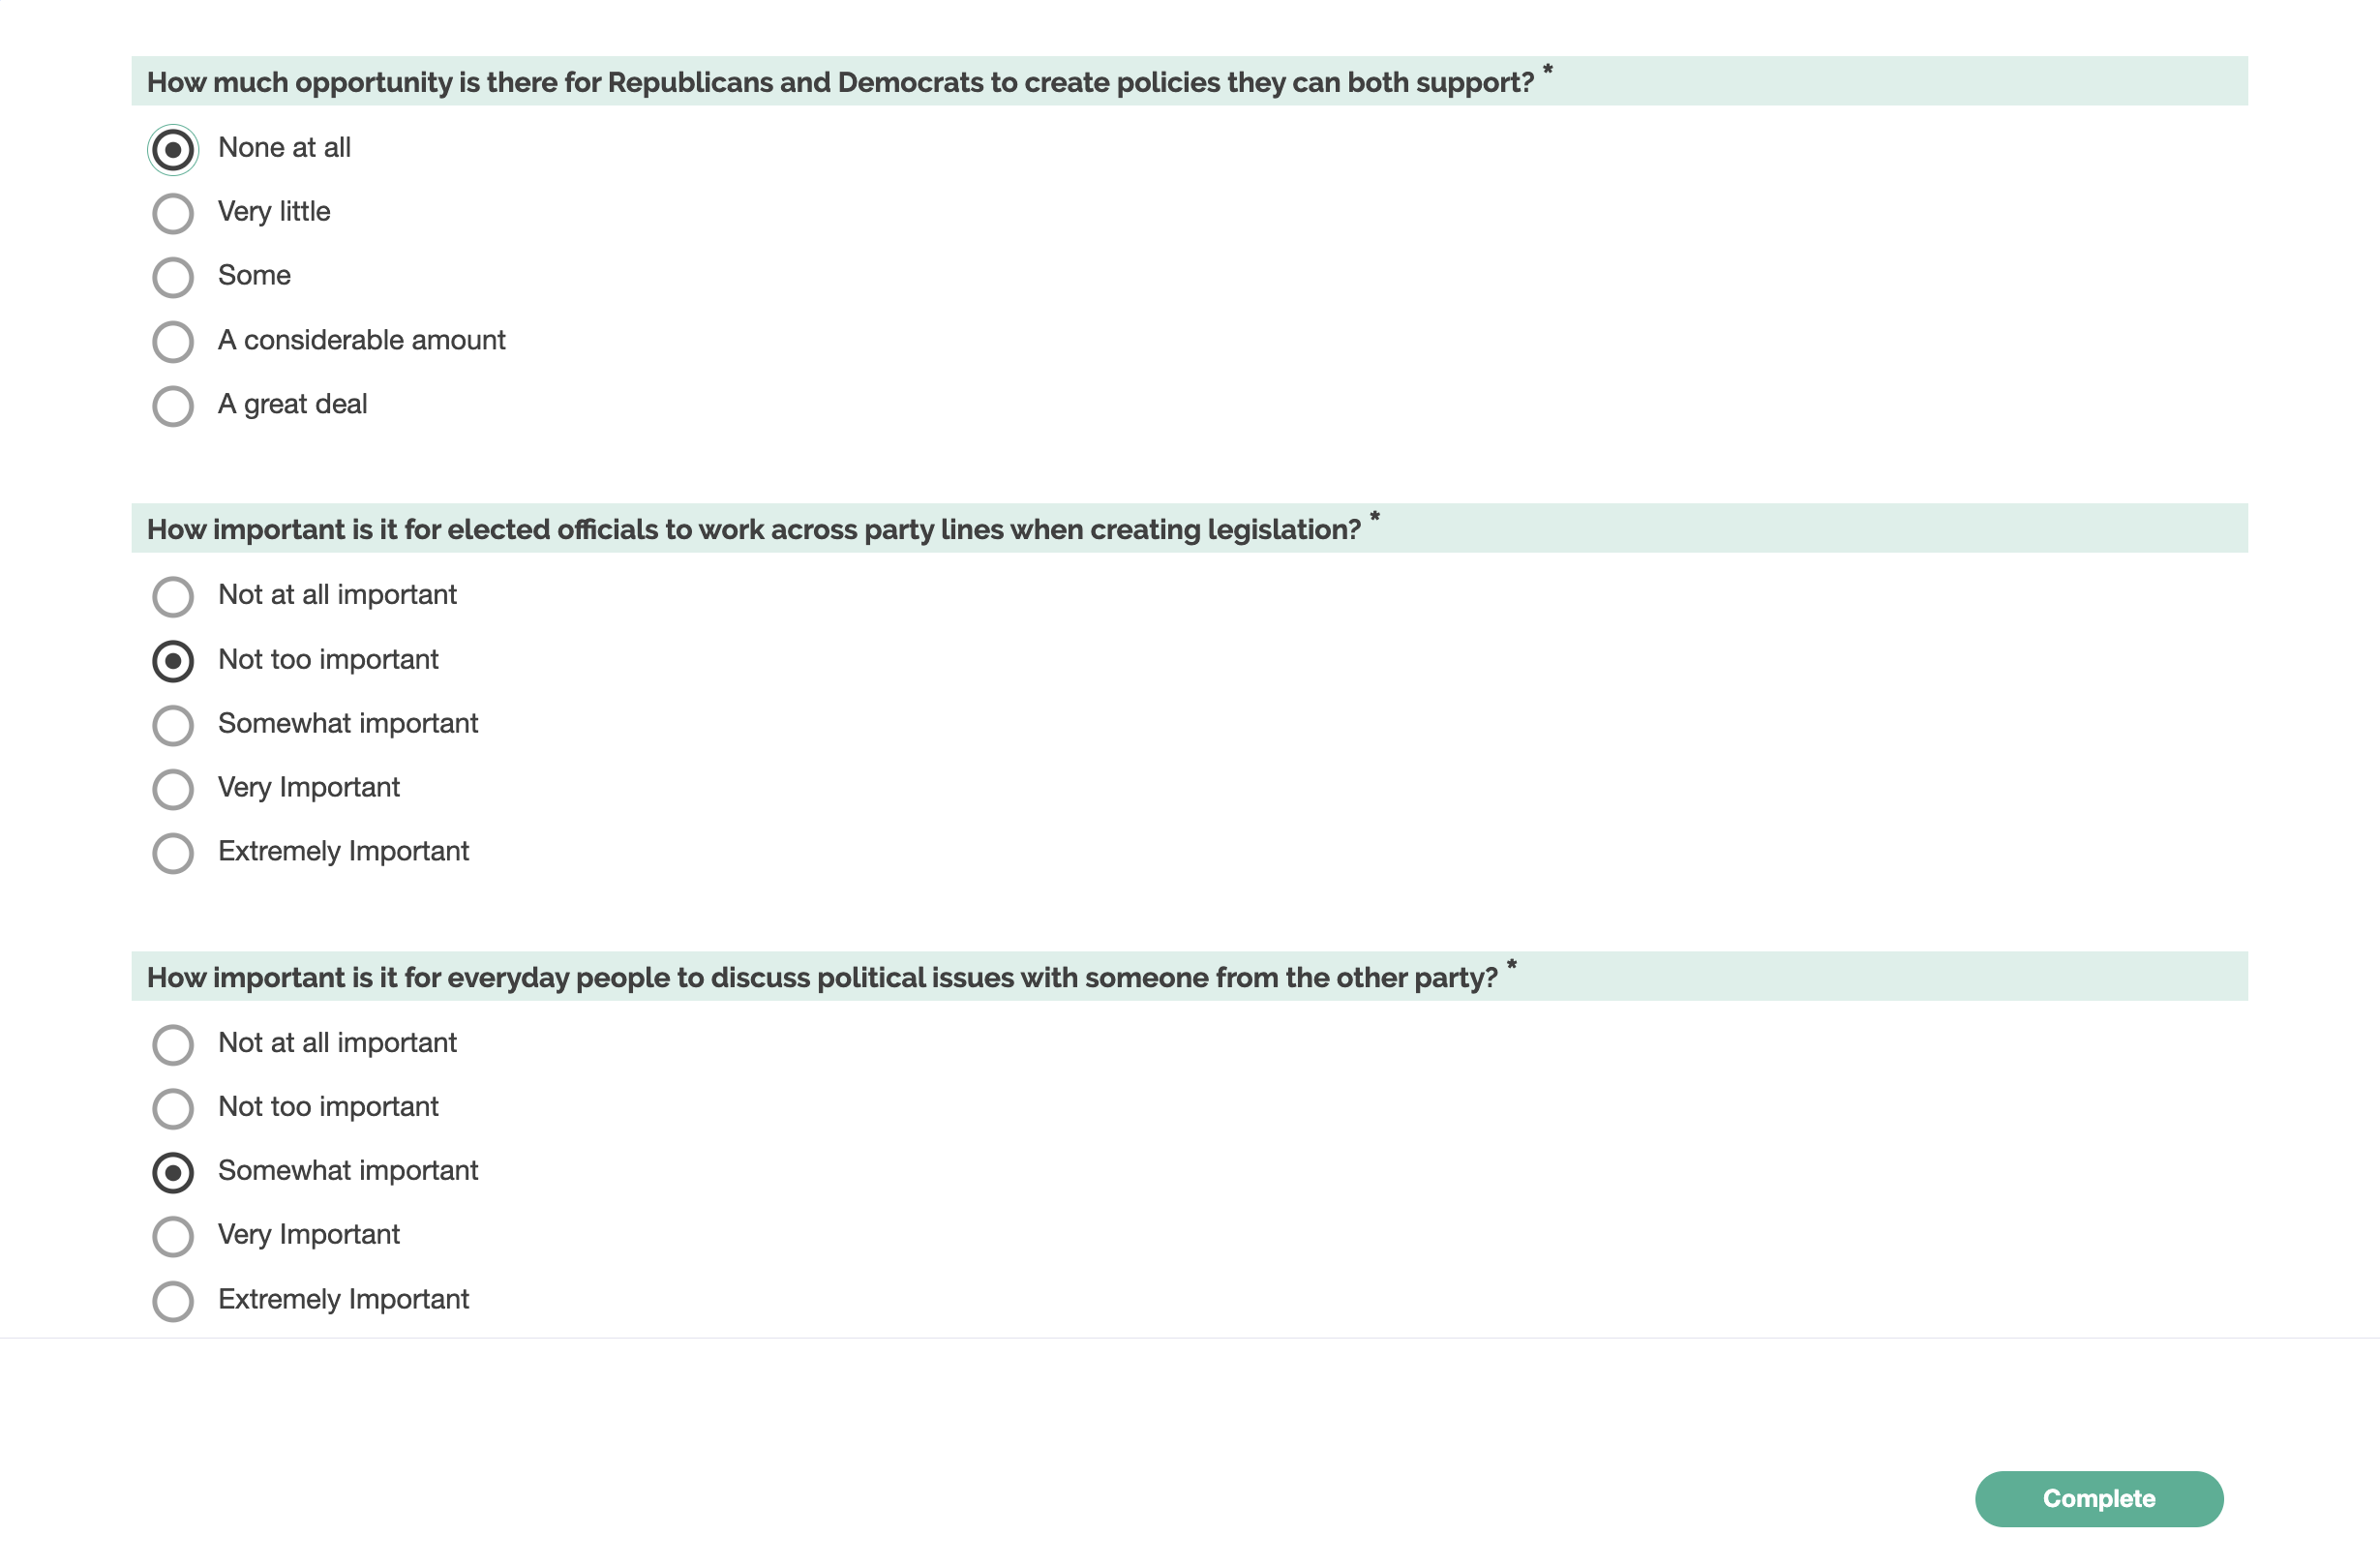 How much opportunity is there for Republicans and Democrats to create policies they can both support? *
None at all
Very little
Some
A considerable amount
A great deal
How important is it for elected officials to work across party lines when creating legislation? *
Not at all important
Not too important
Somewhat important
Very Important
Extremely Important
How important is it for everyday people to discuss political issues with someone from the other party? *
Not at all important
Not too important
Somewhat important
Very Important
Extremely Important
Complete